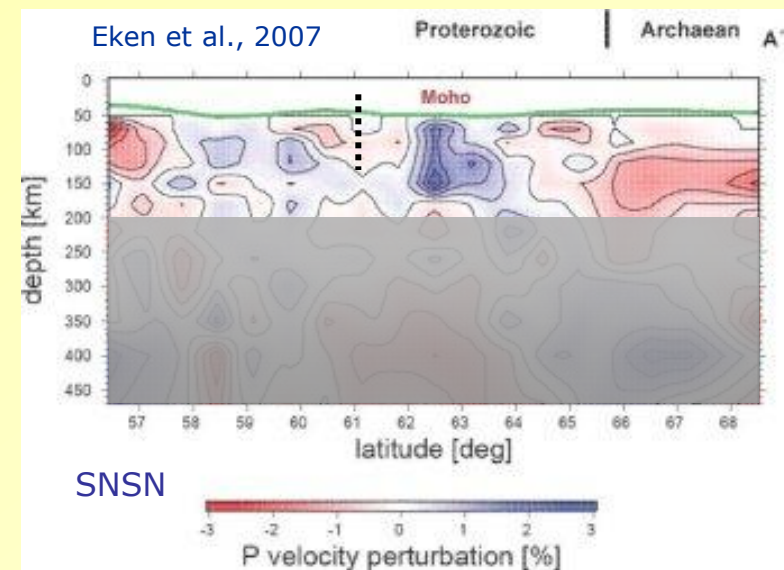 Eken et al., 2007
Proterozoic
Archaean
A'
0
50
100
150
200
250
300
350
400
450
depth [km]
Moho
57 58 59 60 61 62 63 64 65 66 67 68
latitude [deg]
SNSN
-3 -2 -1 0 1 2 3
P velocity perturbation [%]